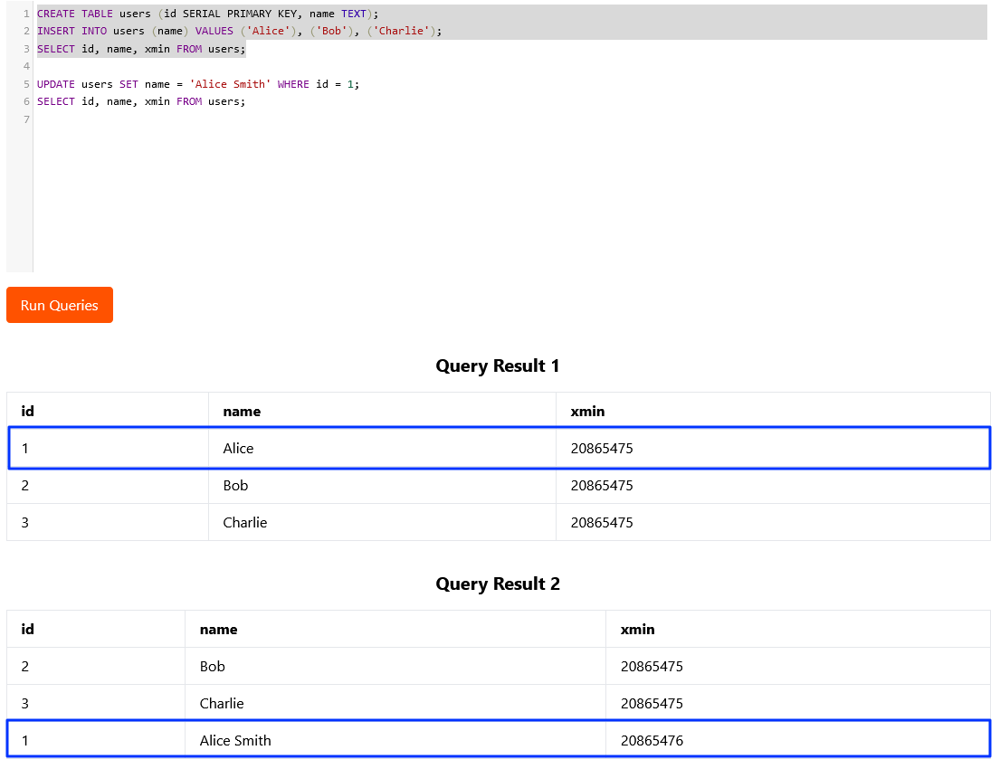 1 CREATE TABLE users (id SERIAL PRIMARY KEY, name TEXT);
2 INSERT INTO users (name) VALUES ('Alice'), ('Bob'), ('Charlie');
3 SELECT id, name, xmin FROM users;
4
5 UPDATE users SET name = 'Alice Smith' WHERE id = 1;
6 SELECT id, name, xmin FROM users;
7
Run Queries
Query Result 1
id name xmin
1 Alice 20865475
2 Bob 20865475
3 Charlie 20865475
Query Result 2
id name xmin
2 Bob 20865475
3 Charlie 20865475
1 Alice Smith 20865476